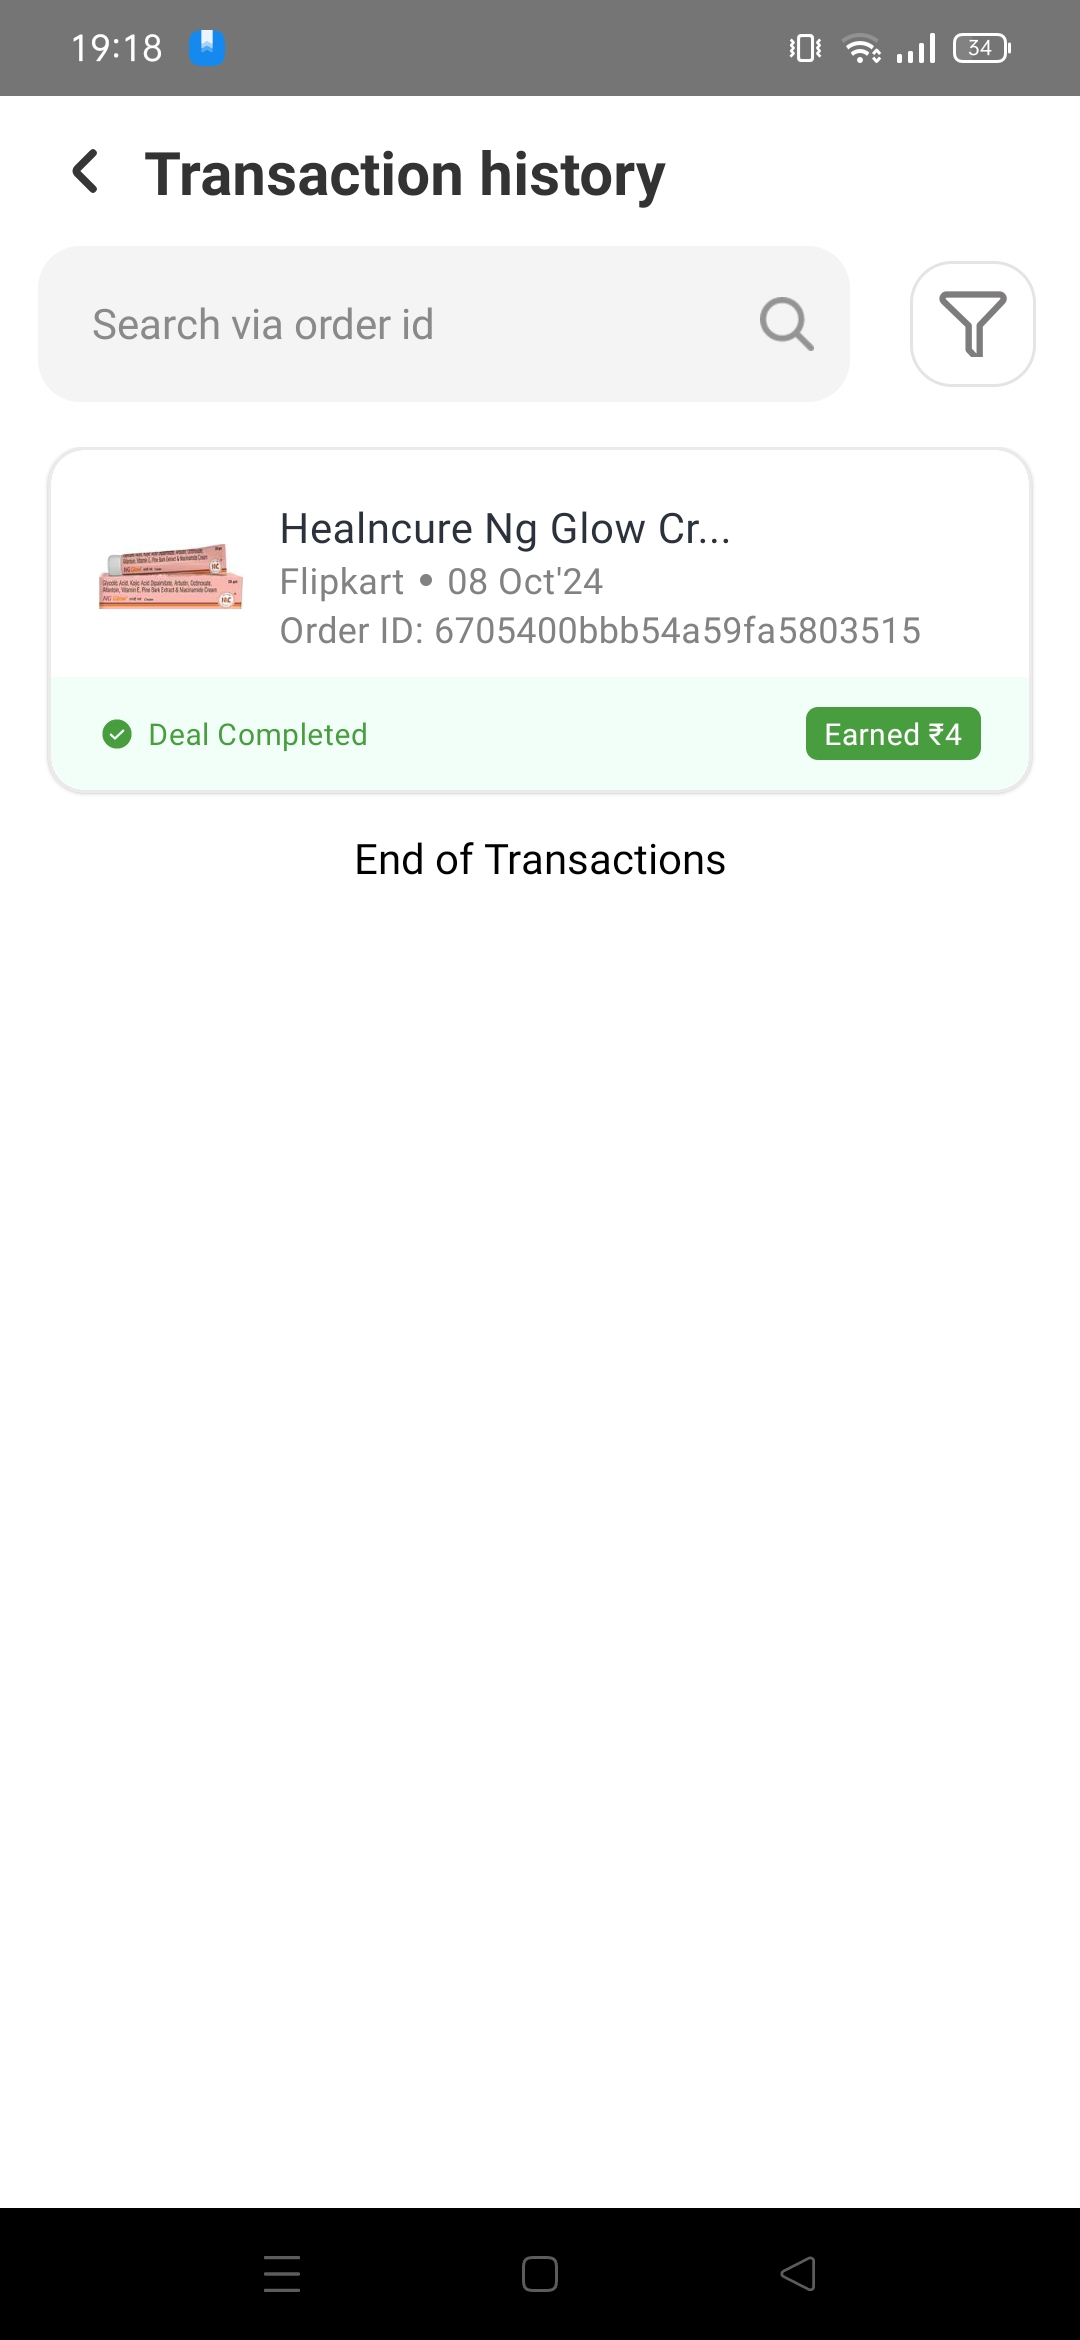 19:18
34
Transaction history
Search via order id
Healncure Ng Glow Cr...
Flipkart • 08 Oct'24
Order ID: 6705400bbb54a59fa5803515
Deal Completed
Earned ₹4
End of Transactions